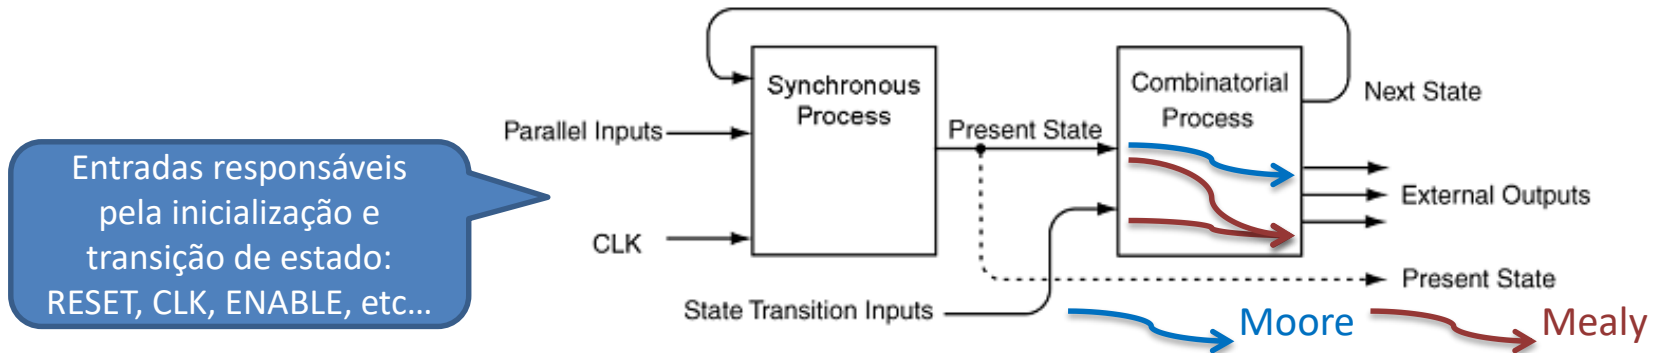 Entradas responsáveis
pela inicialização e
transição de estado:
RESET, CLK, ENABLE, etc...
Parallel Inputs
CLK
State Transition Inputs
Synchronous
Process
Present State
Combinatorial
Process
Next State
External Outputs
Present State
Moore
Mealy